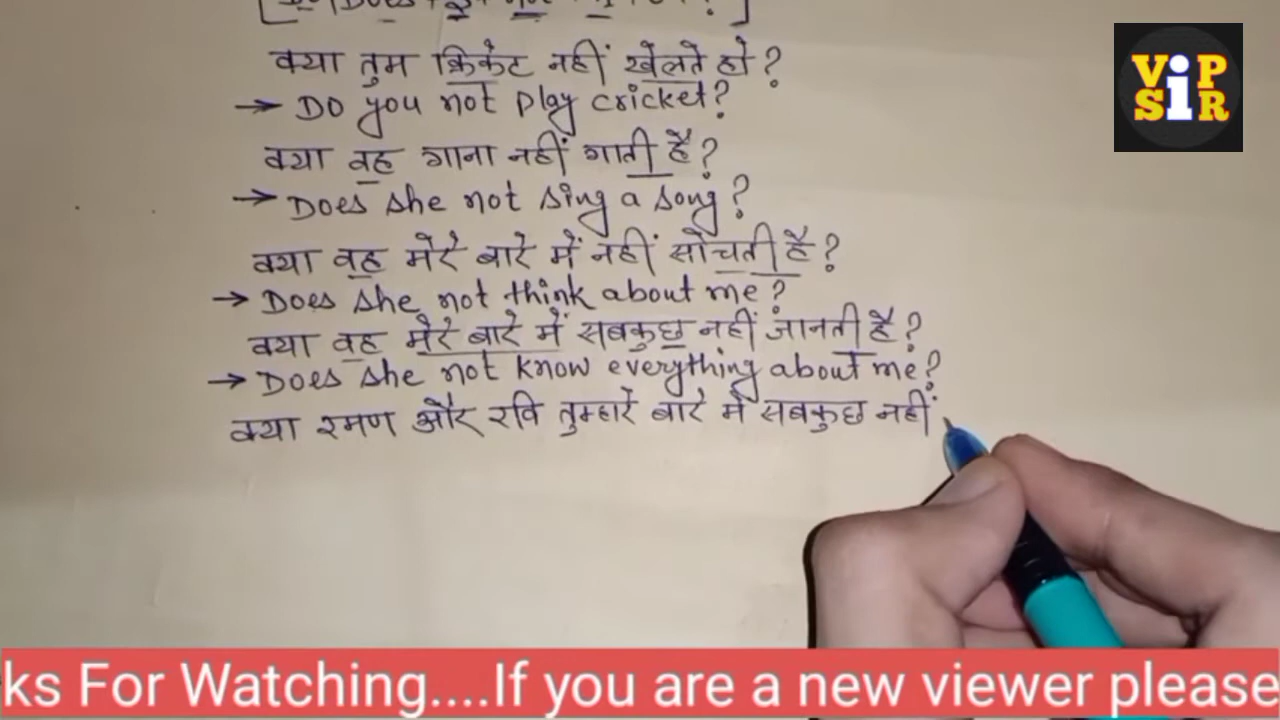 क्या तुम क्रिकेट नहीं खेलते हो?
→ Do you not play cricket?
क्या वह गाना नहीं गाती है?
→ Does she not sing a song?
क्या वह मेरे बारे में नहीं सोचती है?
→ Does she not think about me?
क्या वह मेरे बारे में सबकुछ नहीं जानती है?
→ Does she not know everything about me?
क्या रमण और रवि तुम्हारे बारे में सबकुछ नहीं
ViP
SiR
ks For Watching....If you are a new viewer please